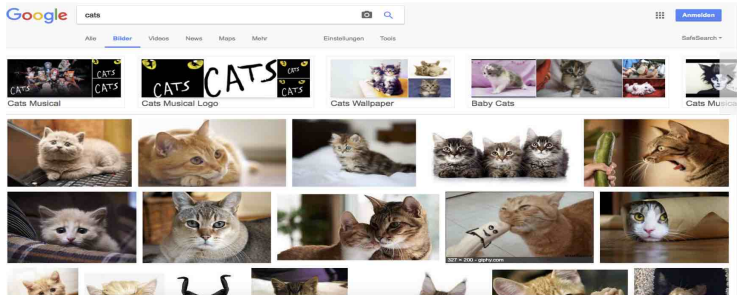 Google cats Anmelden
Alle Bilder Videos News Maps Mehr Einstellungen Tools SafeSearch
CATS CATS CATS CATS CATS
Cats Musical Cats Musical Logo Cats Wallpaper Baby Cats Cats Musica
327 × 200 - giphy.com